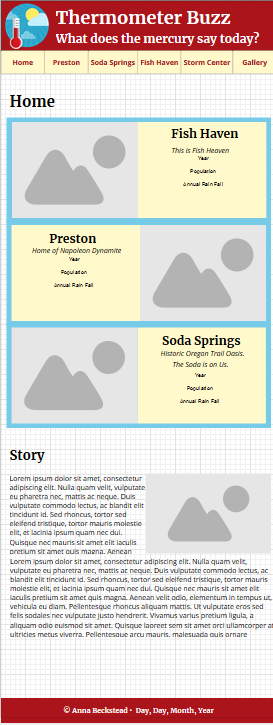 Thermometer Buzz
What does the mercury say today?
Home Preston Soda Springs Fish Haven Storm Center Gallery
Home
Fish Haven
This is Fish Heaven
Year
Population
Annual Rain Fall
Preston
Home of Napoleon Dynamite
Year
Population
Annual Rain Fall
Soda Springs
Historic Oregon Trail Oasis.
The Soda is on Us.
Year
Population
Annual Rain Fall
Story
Lorem ipsum dolor sit amet, consectetur
adipiscing elit. Nulla quam velit, vulputate
eu pharetra nec, mattis ac neque. Duis
vulputate commodo lectus, ac blandit elit
tincidunt id. Sed rhoncus, tortor sed
eleifend tristique, tortor mauris molestie
elit, et lacinia ipsum quam nec dui.
Quisque nec mauris sit amet elit iaculis
pretium sit amet quis magna. Aenean
Lorem ipsum dolor sit amet, consectetur adipiscing elit. Nulla quam velit,
vulputate eu pharetra nec, mattis ac neque. Duis vulputate commodo lectus, ac
blandit elit tincidunt id. Sed rhoncus, tortor sed eleifend tristique, tortor mauris
molestie elit, et lacinia ipsum quam nec dui. Quisque nec mauris sit amet elit
iaculis pretium sit amet quis magna. Aenean velit odio, elementum in tempus ut,
vehicula eu diam. Pellentesque rhoncus aliquam mattis. Ut vulputate eros sed
felis sodales nec vulputate justo hendrerit. Vivamus varius pretium ligula, a
aliquam odio euismod sit amet. Quisque laoreet sem sit amet orci ullamcorper at
ultricies metus viverra. Pellentesque arcu mauris, malesuada quis ornare
© Anna Beckstead • Day, Day, Month, Year